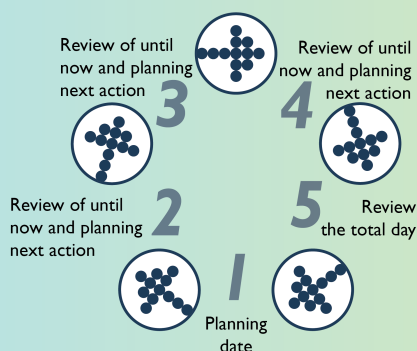 Review of until
now and planning
next action
3
Review of until
now and planning
next action
4
Review of until
now and planning
next action
2
Review
the total day
5
1
Planning
date